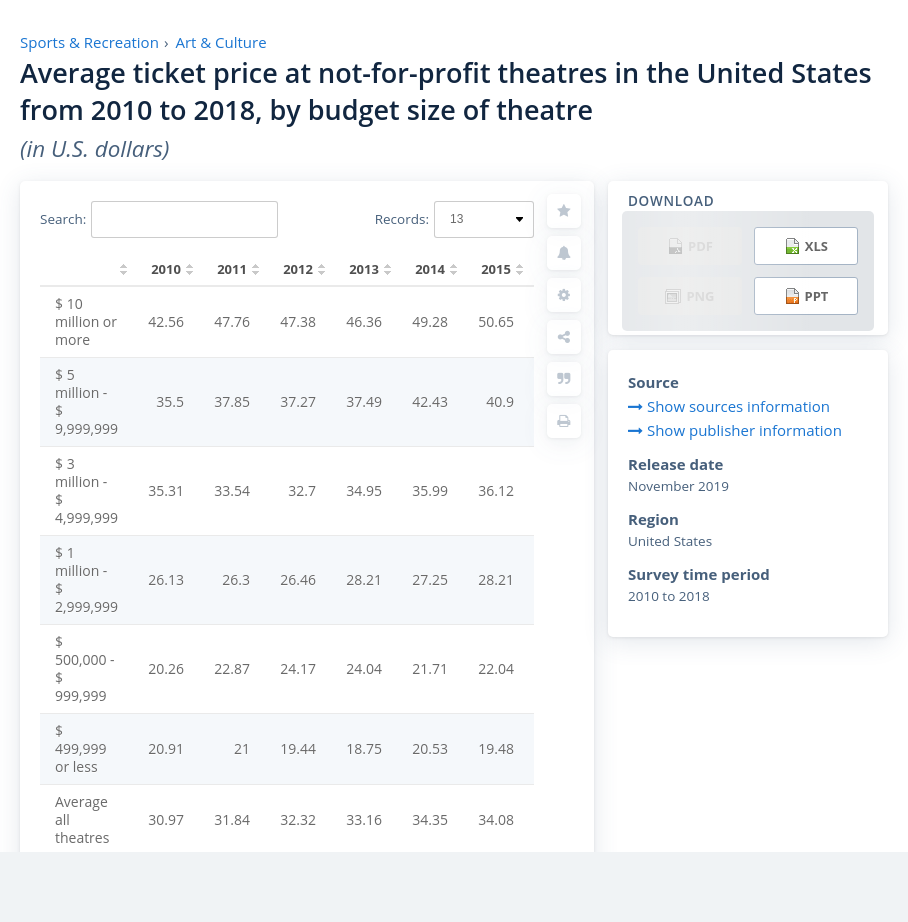 Sports & Recreation › Art & Culture
Average ticket price at not-for-profit theatres in the United States
from 2010 to 2018, by budget size of theatre
(in U.S. dollars)
Search:
Records: 13
2010 2011 2012 2013 2014 2015
$ 10
million or
more
42.56 47.76 47.38 46.36 49.28 50.65
$ 5
million -
$
9,999,999
35.5 37.85 37.27 37.49 42.43 40.9
$ 3
million -
$
4,999,999
35.31 33.54 32.7 34.95 35.99 36.12
$ 1
million -
$
2,999,999
26.13 26.3 26.46 28.21 27.25 28.21
$
500,000 -
$
999,999
20.26 22.87 24.17 24.04 21.71 22.04
$
499,999
or less
20.91 21 19.44 18.75 20.53 19.48
Average
all
theatres
30.97 31.84 32.32 33.16 34.35 34.08
DOWNLOAD
PDF XLS
PNG PPT
Source
Show sources information
Show publisher information
Release date
November 2019
Region
United States
Survey time period
2010 to 2018